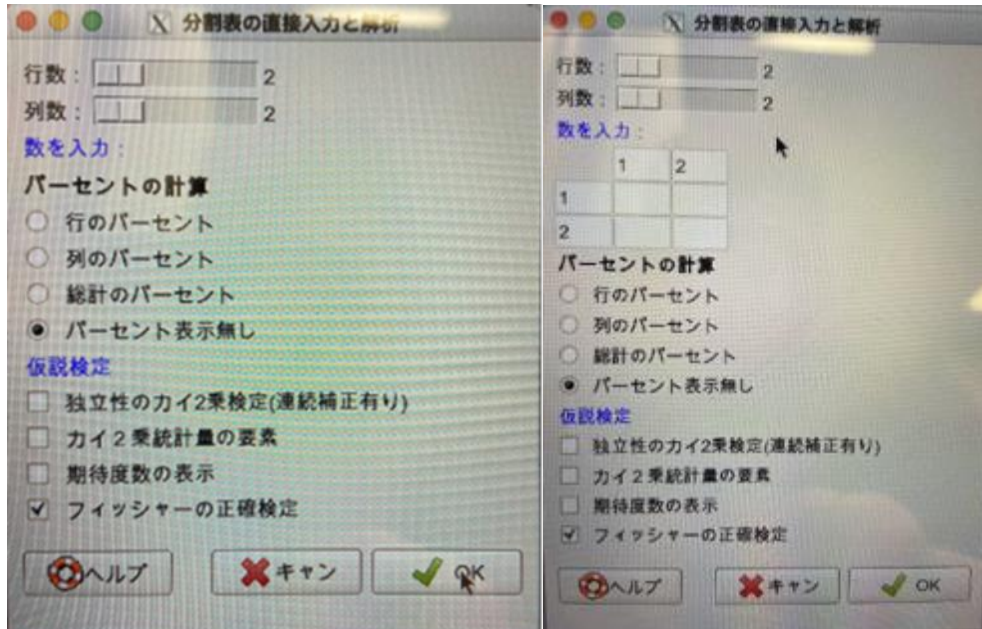 分割表の直接入力と解析
行数: 2
列数: 2
数を入力:
パーセントの計算
行のパーセント
列のパーセント
総計のパーセント
パーセント表示無し
仮説検定
独立性のカイ2乗検定(連続補正有り)
カイ2乗統計量の要素
期待度数の表示
フィッシャーの正確検定
ヘルプ キャン OK
分割表の直接入力と解析
行数: 2
列数: 2
数を入力:
1 2
1
2
パーセントの計算
行のパーセント
列のパーセント
総計のパーセント
パーセント表示無し
仮説検定
独立性のカイ2乗検定(連続補正有り)
カイ2乗統計量の要素
期待度数の表示
フィッシャーの正確検定
ヘルプ キャン OK